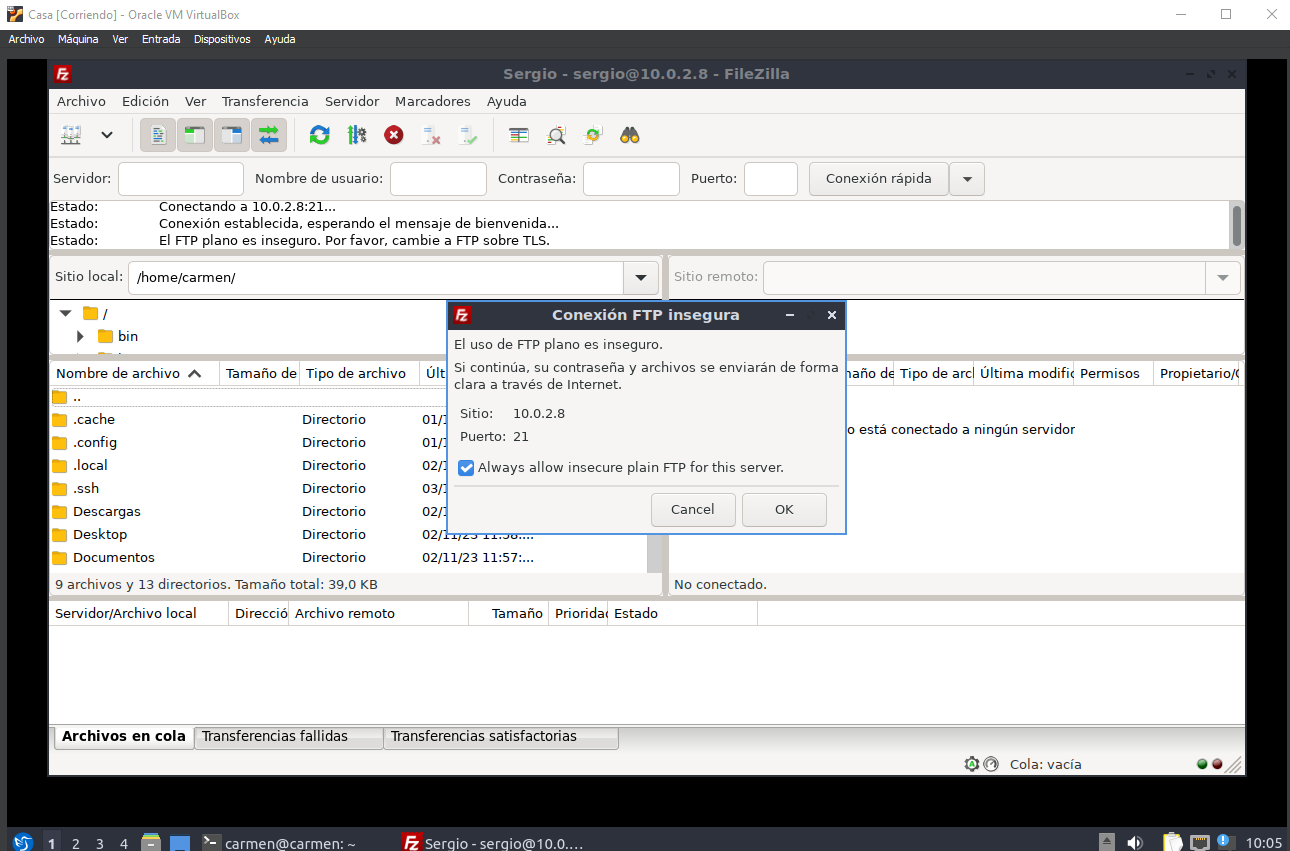 Casa [Corriendo] - Oracle VM VirtualBox
Archivo Máquina Ver Entrada Dispositivos Ayuda
Sergio - sergio@10.0.2.8 - FileZilla
Archivo Edición Ver Transferencia Servidor Marcadores Ayuda
Servidor: Nombre de usuario: Contraseña: Puerto: Conexión rápida
Estado: Conectando a 10.0.2.8:21...
Estado: Conexión establecida, esperando el mensaje de bienvenida...
Estado: El FTP plano es inseguro. Por favor, cambie a FTP sobre TLS.
Sitio local: /home/carmen/ Sitio remoto:
/
bin
Conexión FTP insegura
El uso de FTP plano es inseguro.
Si continúa, su contraseña y archivos se enviarán de forma
clara a través de Internet.
Sitio: 10.0.2.8
Puerto: 21
Always allow insecure plain FTP for this server.
Cancel OK
Nombre de archivo Tamaño de Tipo de archivo Últ
..
.cache Directorio 01/1
.config Directorio 01/1
.local Directorio 02/1
.ssh Directorio 03/1
Descargas Directorio 02/1
Desktop Directorio 02/11/23 11:58:...
Documentos Directorio 02/11/23 11:57:...
9 archivos y 13 directorios. Tamaño total: 39,0 KB
maño de Tipo de arcl Última modific Permisos Propietario/G
o está conectado a ningún servidor
No conectado.
Servidor/Archivo local Direcció Archivo remoto Tamaño Prioridad Estado
Archivos en cola Transferencias fallidas Transferencias satisfactorias
Cola: vacía
1 2 3 4 carmen@carmen: ~ Sergio - sergio@10.0.... 10:05